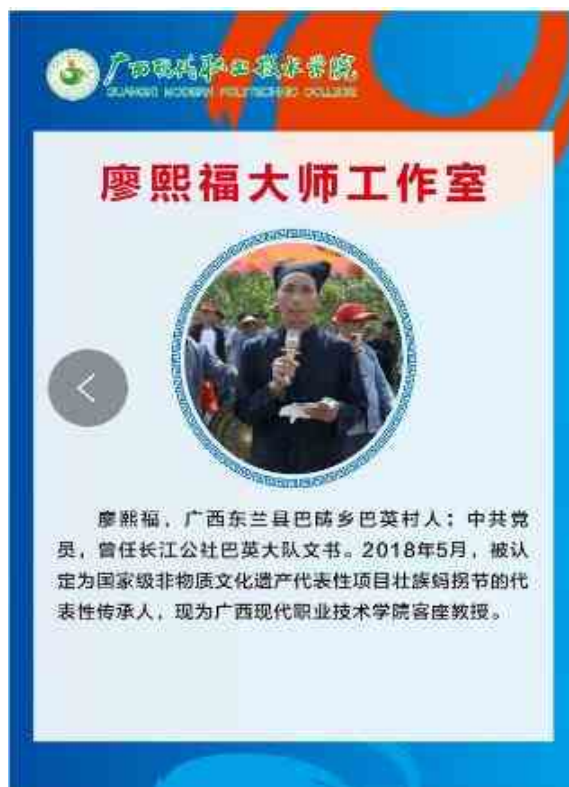 广西现代职业技术学院
GUANGXI MODERN POLYTECHNIC COLLEGE
廖熙福大师工作室
廖熙福，广西东兰县巴畴乡巴英村人；中共党
员，曾任长江公社巴英大队文书。2018年5月，被认
定为国家级非物质文化遗产代表性项目壮族蚂拐节的代
表性传承人，现为广西现代职业技术学院客座教授。